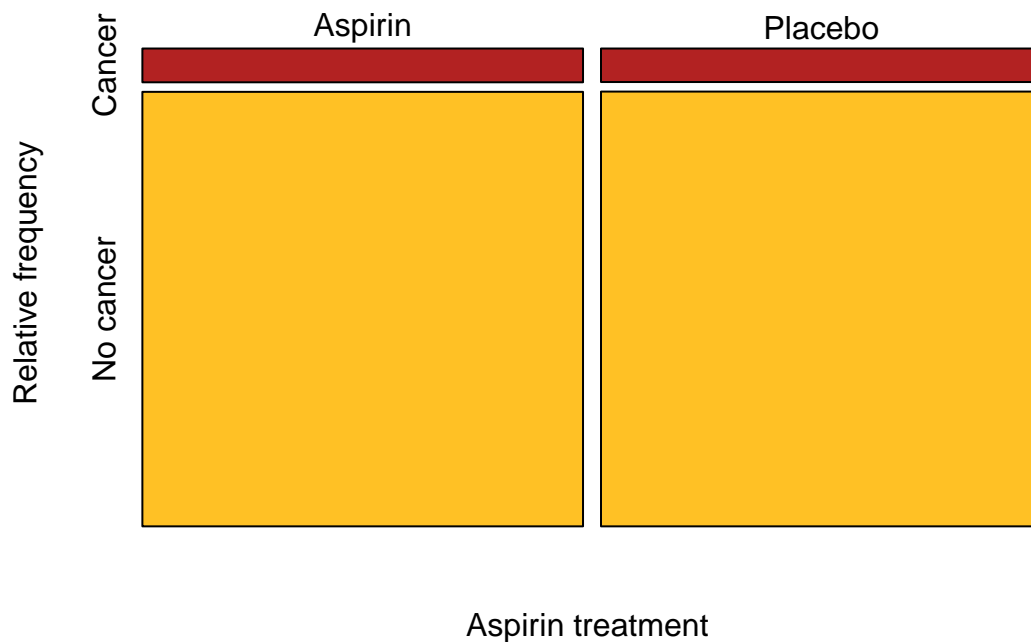 Aspirin
Placebo
Cancer
No cancer
Relative frequency
Aspirin treatment